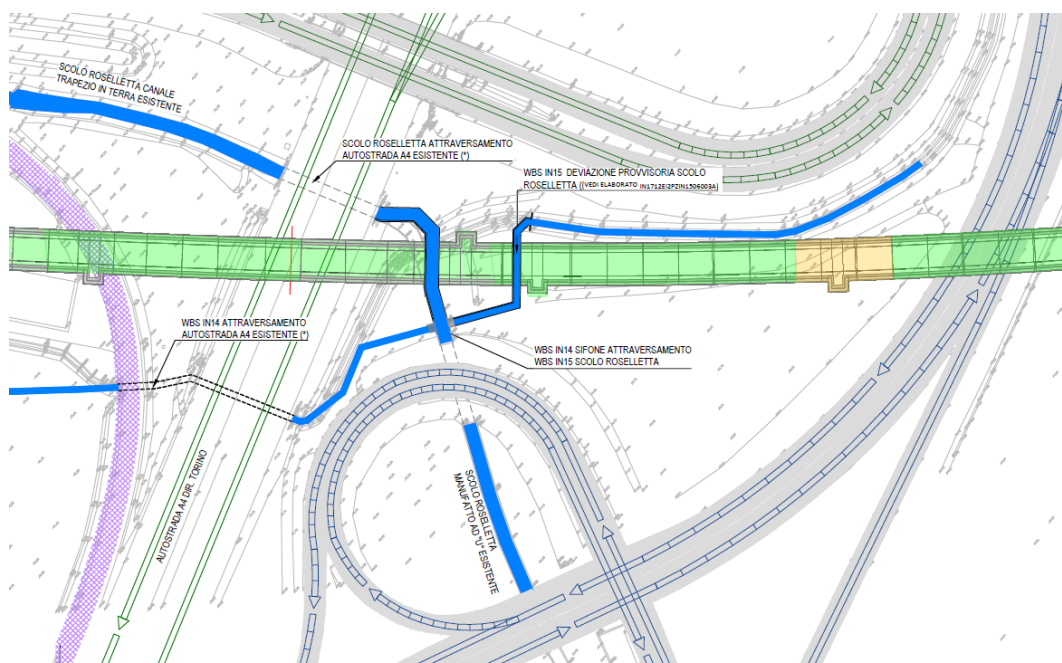 SCOLO ROSELLETTA CANALE
TRAPEZIO IN TERRA ESISTENTE
SCOLO ROSELLETTA ATTRAVERSAMENTO
AUTOSTRADA A4 ESISTENTE (*)
WBS IN15 DEVIAZIONE PROVVISORIA SCOLO
ROSELLETTA ((VEDI ELABORATO IN1712EI2PZIN1506003A)
WBS IN14 ATTRAVERSAMENTO
AUTOSTRADA A4 ESISTENTE (*)
WBS IN14 SIFONE ATTRAVERSAMENTO
WBS IN15 SCOLO ROSELLETTA
AUTOSTRADA A4 DIR. TORINO
SCOLO ROSELLETTA
MANUFATTO AD "U" ESISTENTE